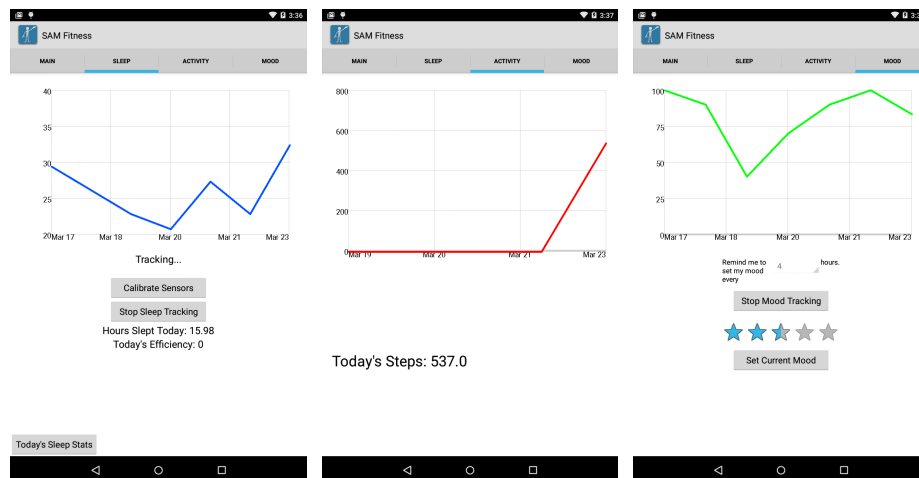 3:36
SAM Fitness
MAIN SLEEP ACTIVITY MOOD
40
35
30
25
20
Mar 17 Mar 18 Mar 20 Mar 21 Mar 23
Tracking...
Calibrate Sensors
Stop Sleep Tracking
Hours Slept Today: 15.98
Today's Efficiency: 0
Today's Sleep Stats
3:37
SAM Fitness
MAIN SLEEP ACTIVITY MOOD
800
600
400
200
0
Mar 19 Mar 20 Mar 21 Mar 23
Today's Steps: 537.0
SAM Fitness
MAIN SLEEP ACTIVITY MOOD
100
75
50
25
0
Mar 17 Mar 18 Mar 20 Mar 21 Mar 23
Remind me to
set my mood
every
4
hours.
Stop Mood Tracking
Set Current Mood